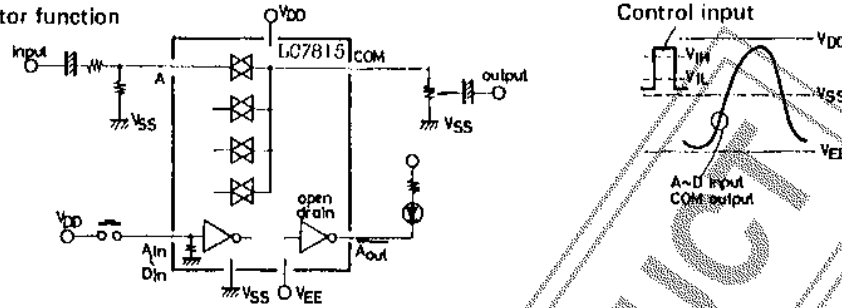 tor function
VDD
Input
A
LC7815
COM
output
VSS
VSS
open
drain
VDD
AIn
DIn
Aout
VSS
VEE
Control input
VIH
VIL
VDD
VSS
VEE
A~D input
COM output
ICT